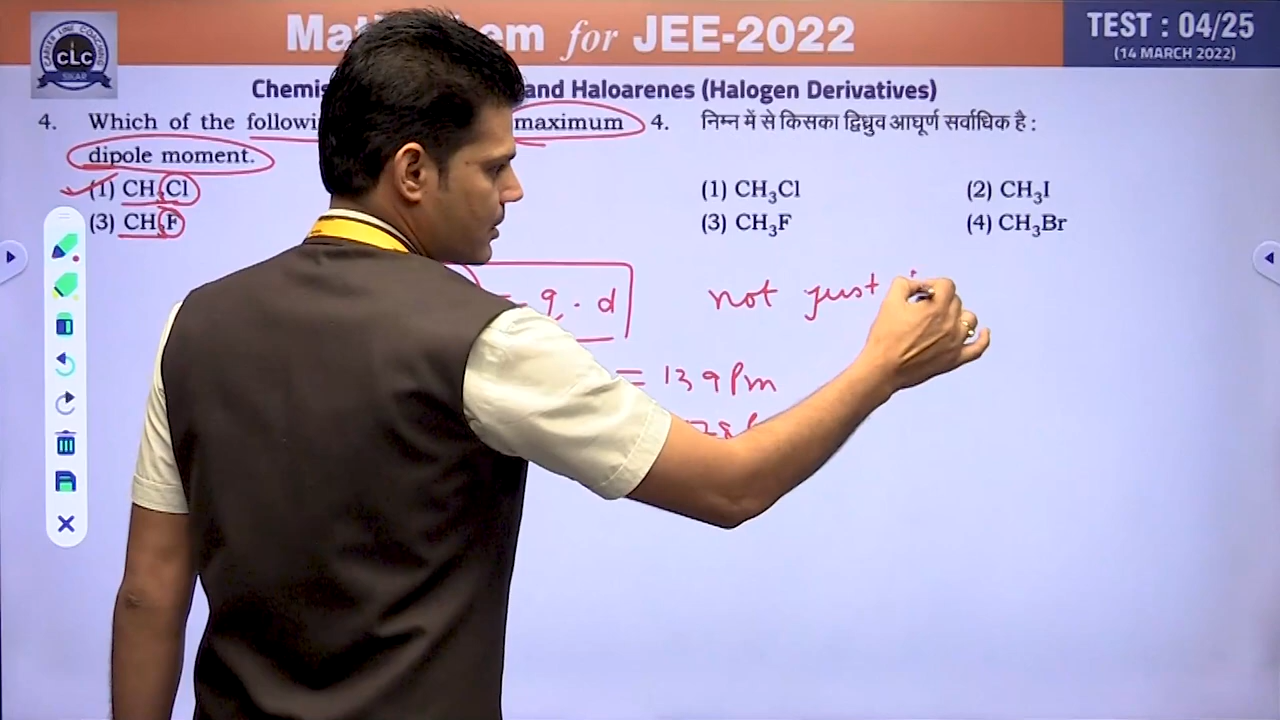 for JEE-2022
TEST : 04/25
(14 MARCH 2022)
CLC
SIKAR
and Haloarenes (Halogen Derivatives)
4. Which of the maximum
dipole moment.
(1) CH₃Cl
(3) CH₃F
4. निम्न में से किसका द्विध्रुव आघूर्ण सर्वाधिक है :
(1) CH₃Cl (2) CH₃I
(3) CH₃F (4) CH₃Br
= q . d
not just
= 139 Pm